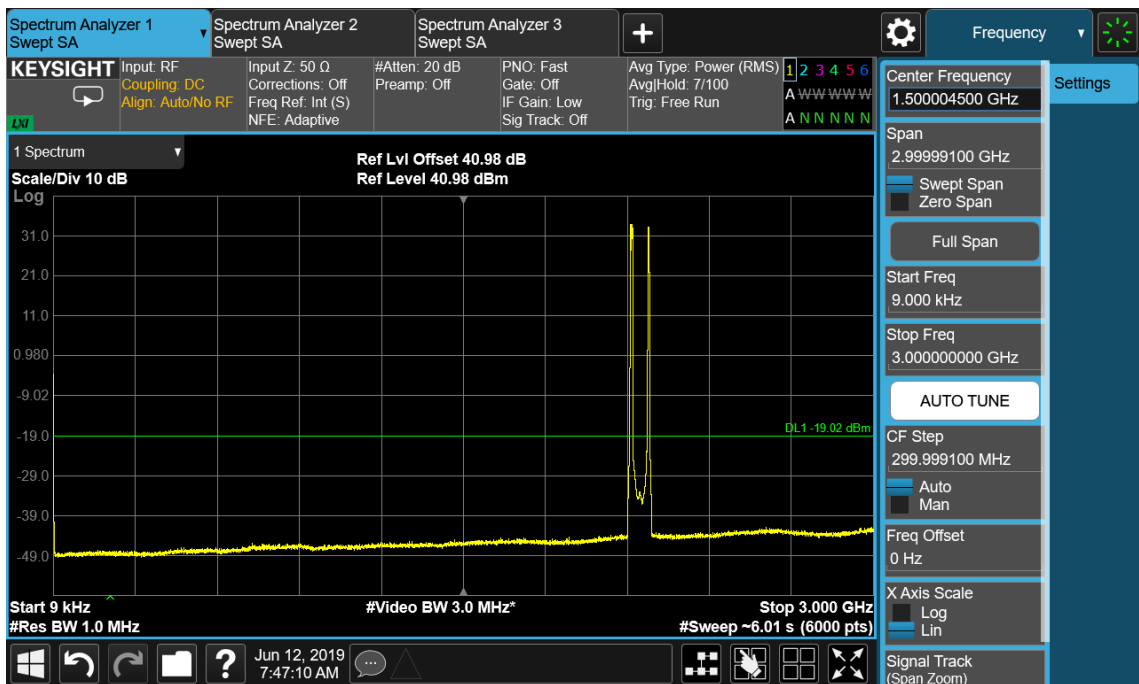 Spectrum Analyzer 1
Swept SA
Spectrum Analyzer 2
Swept SA
Spectrum Analyzer 3
Swept SA
Frequency
KEYSIGHT
LXI
Input: RF
Coupling: DC
Align: Auto/No RF
Input Z: 50 Ω
Corrections: Off
Freq Ref: Int (S)
NFE: Adaptive
#Atten: 20 dB
Preamp: Off
PNO: Fast
Gate: Off
IF Gain: Low
Sig Track: Off
Avg Type: Power (RMS)
Avg|Hold: 7/100
Trig: Free Run
1 2 3 4 5 6
A W W W W W
A N N N N N
1 Spectrum
Scale/Div 10 dB
Ref Lvl Offset 40.98 dB
Ref Level 40.98 dBm
Log
31.0
21.0
11.0
0.980
-9.02
-19.0
-29.0
-39.0
-49.0
DL1 -19.02 dBm
Start 9 kHz
#Video BW 3.0 MHz*
Stop 3.000 GHz
#Res BW 1.0 MHz
#Sweep ~6.01 s (6000 pts)
Jun 12, 2019
7:47:10 AM
Center Frequency
1.500004500 GHz
Settings
Span
2.99999100 GHz
Swept Span
Zero Span
Full Span
Start Freq
9.000 kHz
Stop Freq
3.000000000 GHz
AUTO TUNE
CF Step
299.999100 MHz
Auto
Man
Freq Offset
0 Hz
X Axis Scale
Log
Lin
Signal Track
(Span Zoom)